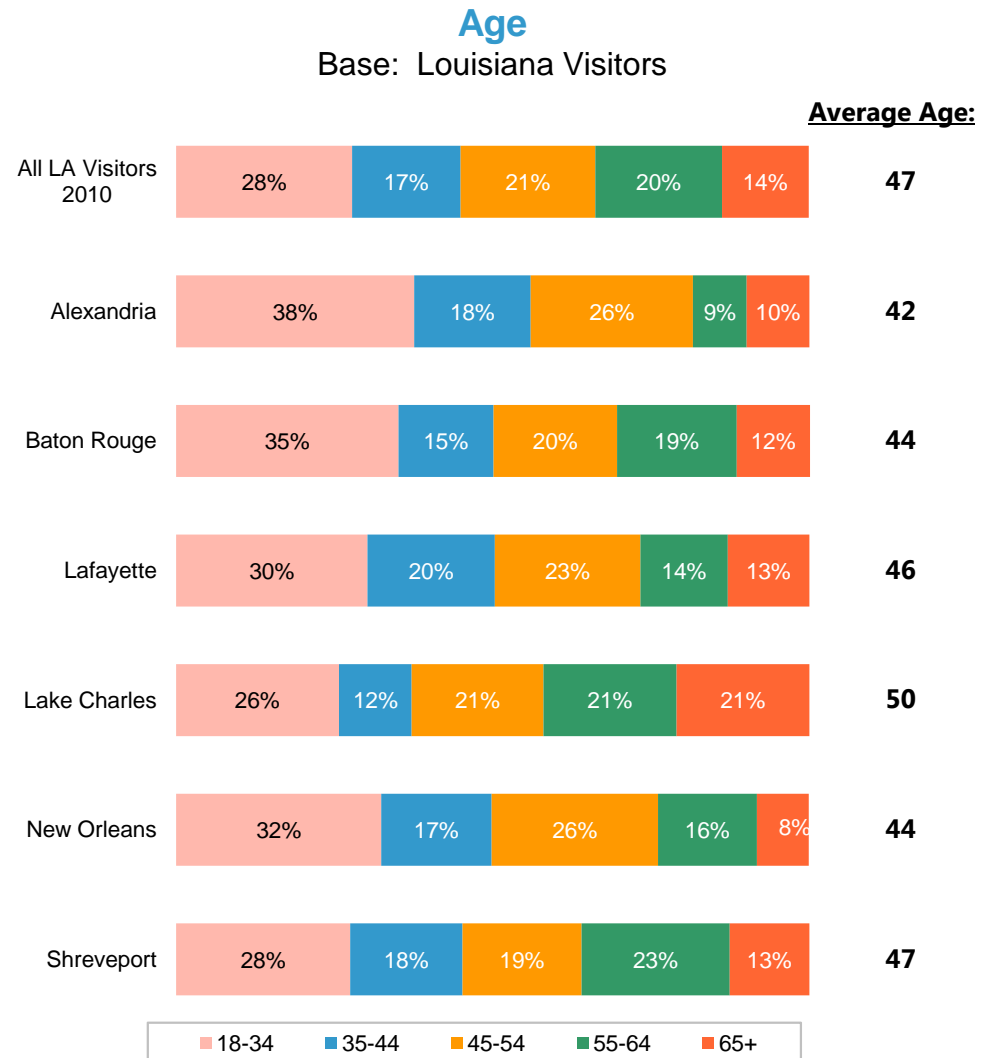 Age
Base: Louisiana Visitors
Average Age:
All LA Visitors
2010
28% 17% 21% 20% 14% 47
Alexandria 38% 18% 26% 9% 10% 42
Baton Rouge 35% 15% 20% 19% 12% 44
Lafayette 30% 20% 23% 14% 13% 46
Lake Charles 26% 12% 21% 21% 21% 50
New Orleans 32% 17% 26% 16% 8% 44
Shreveport 28% 18% 19% 23% 13% 47
18-34 35-44 45-54 55-64 65+